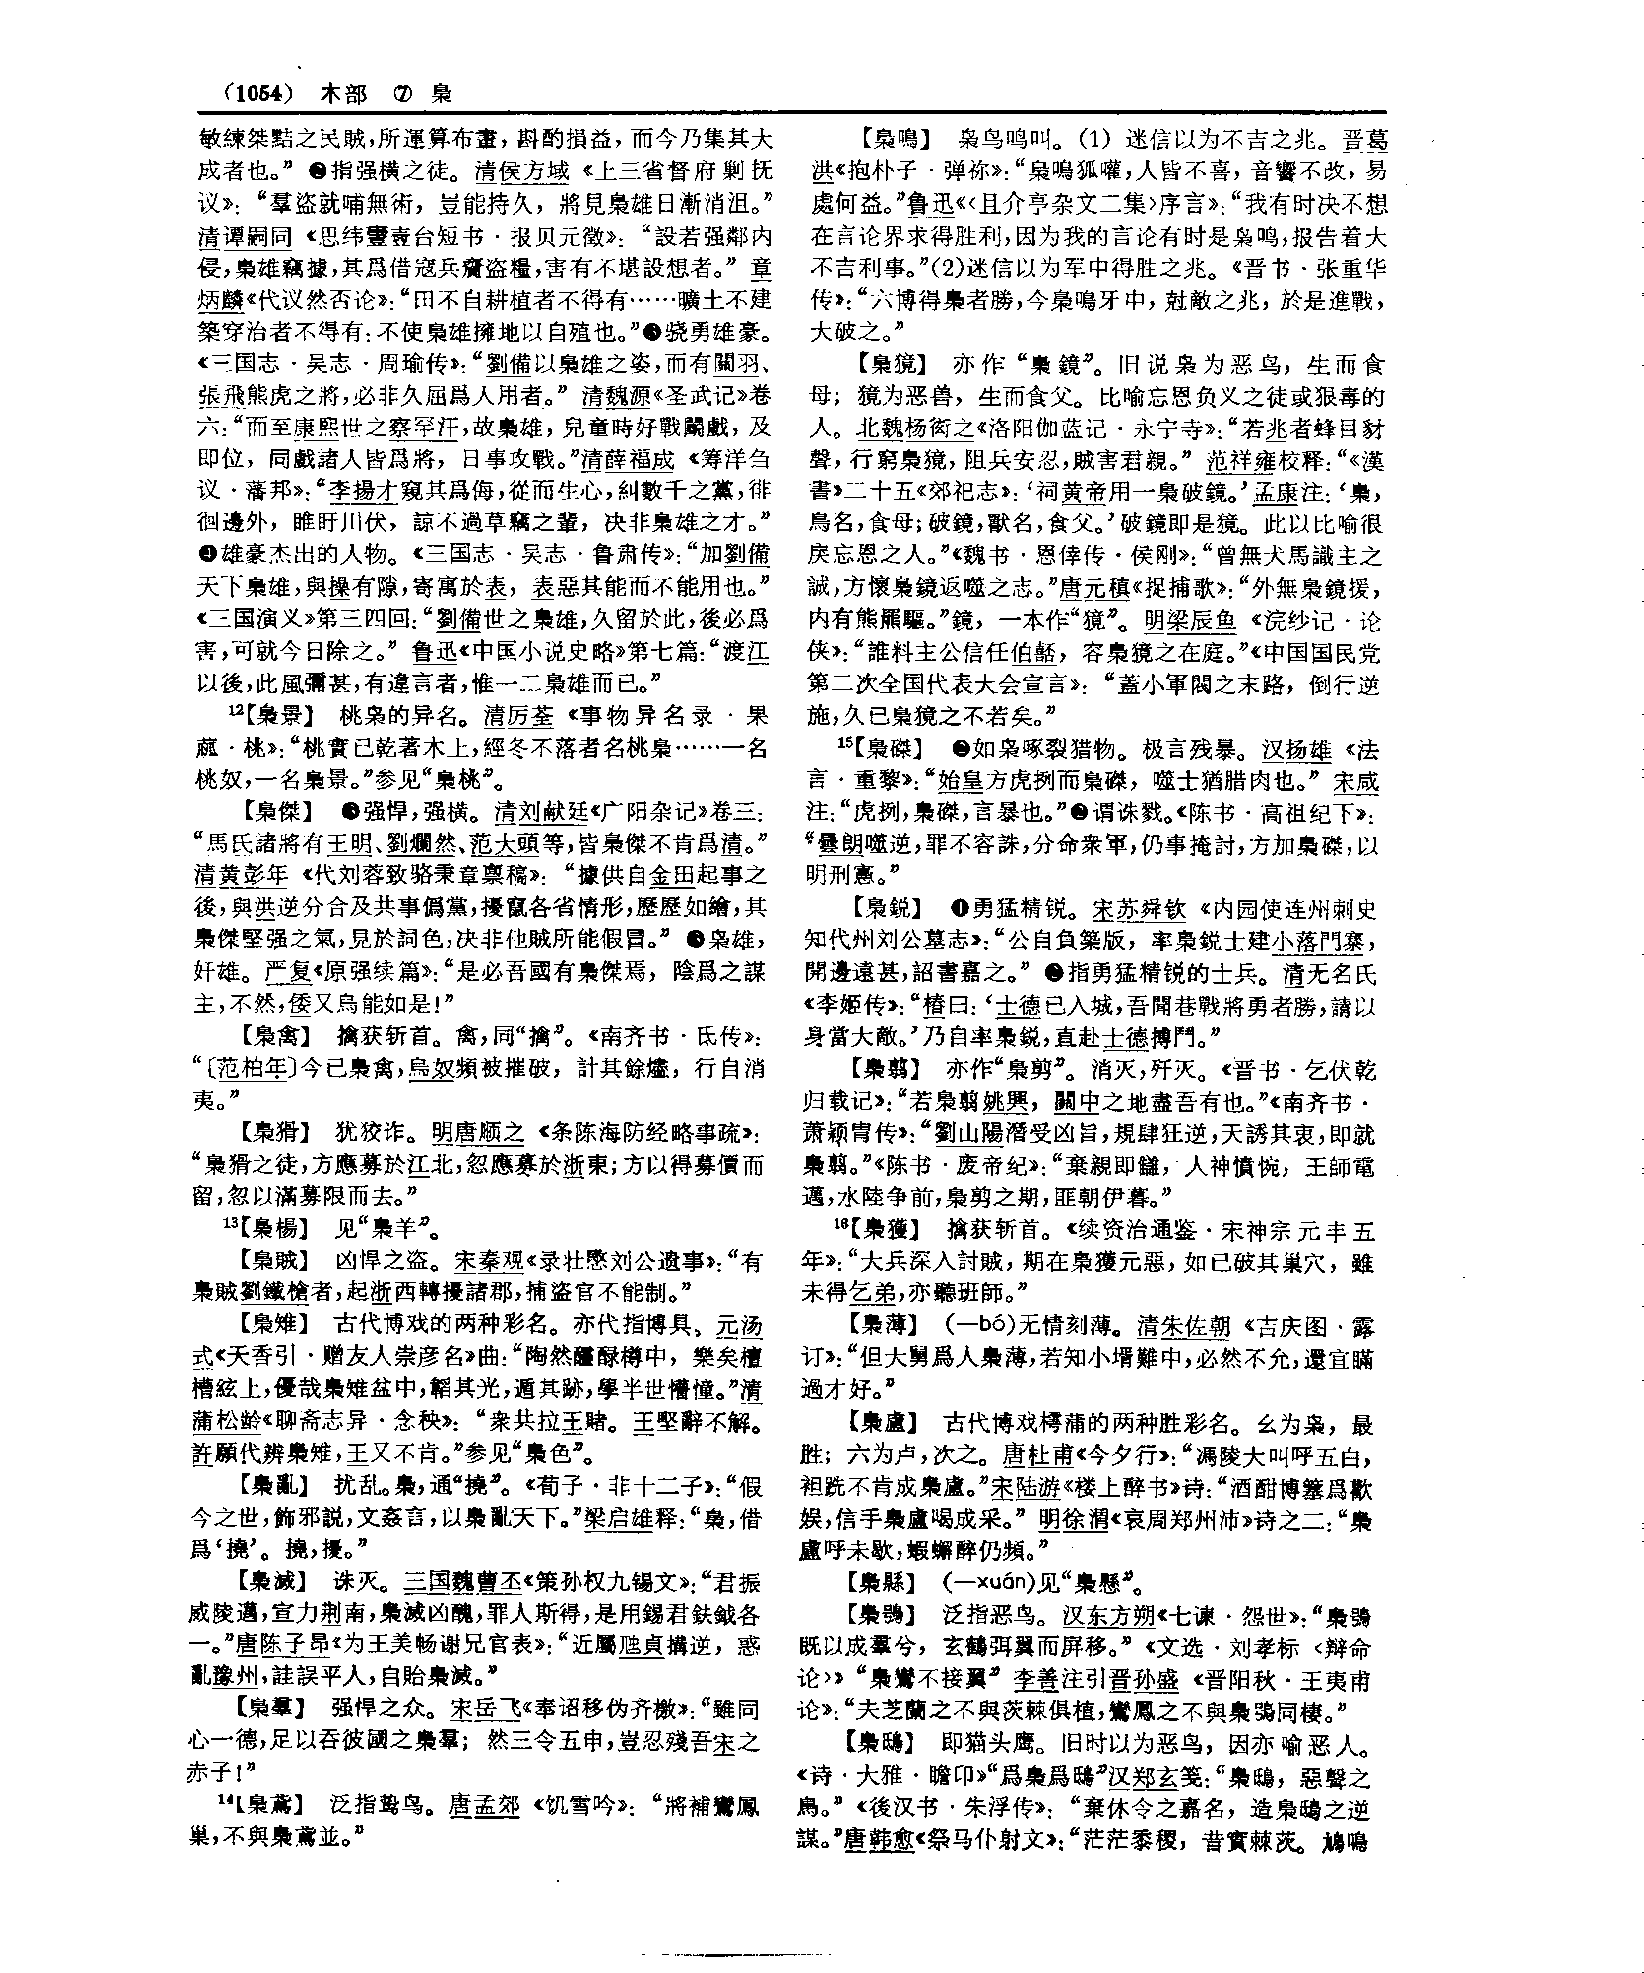 （1054） 木部 ⑦ 梟
敏練桀黠之民賊，所運算布畫，斟酌損益，而今乃集其大
成者也。”❷指强横之徒。清侯方域《上三省督府剿抚
议》：“羣盗就哺無術，豈能持久，將見梟雄日漸消沮。”
清谭嗣同《思纬壹壹台短书·报贝元徵》：“設若强鄰内
侵，梟雄竊據，其爲借寇兵齎盗糧，害有不堪設想者。”章
炳麟《代议然否论》：“田不自耕植者不得有……曠土不建
築穿治者不得有：不使梟雄擁地以自殖也。”❸骁勇雄豪。
《三国志·吴志·周瑜传》：“劉備以梟雄之姿，而有關羽、
張飛熊虎之將，必非久屈爲人用者。”清魏源《圣武记》卷
六：“而至康熙世之察罕汗，故梟雄，兒童時好戰鬭戲，及
即位，同戲諸人皆爲將，日事攻戰。”清薛福成《筹洋刍
议·藩邦》：“李揚才窺其爲侮，從而生心，糾數千之黨，徘
徊邊外，睢盱川伏，諒不過草竊之輩，决非梟雄之才。”
❹雄豪杰出的人物。《三国志·吴志·鲁肃传》：“加劉備
天下梟雄，與操有隙，寄寓於表，表惡其能而不能用也。”
《三国演义》第三四回：“劉備世之梟雄，久留於此，後必爲
害，可就今日除之。”鲁迅《中国小说史略》第七篇：“渡江
以後，此風彌甚，有違言者，惟一二梟雄而已。”
12【梟景】 桃枭的异名。清厉荃《事物异名录·果
蓏·桃》：“桃實已乾著木上，經冬不落者名桃梟……一名
桃奴，一名梟景。”参见“梟桃”。
【梟傑】 ❶强悍，强横。清刘献廷《广阳杂记》卷三：
“馬氏諸將有王明、劉爛然、范大頭等，皆梟傑不肯爲清。”
清黄彭年《代刘蓉致骆秉章禀稿》：“據供自金田起事之
後，與洪逆分合及共事僞黨，擾竄各省情形，歷歷如繪，其
梟傑堅强之氣，見於詞色，决非他賊所能假冒。”❷枭雄，
奸雄。严复《原强续篇》：“是必吾國有梟傑焉，陰爲之謀
主，不然，倭又烏能如是！”
【梟禽】 擒获斩首。禽，同“擒”。《南齐书·氐传》：
“〔范柏年〕今已梟禽，烏奴頻被摧破，計其餘燼，行自消
夷。”
【梟猾】 犹狡诈。明唐顺之《条陈海防经略事疏》：
“梟猾之徒，方應募於江北，忽應募於浙東；方以得募價而
留，忽以滿募限而去。”
13【梟楊】 见“梟羊”。
【梟賊】 凶悍之盗。宋秦观《录壮愍刘公遗事》：“有
梟賊劉鐵槍者，起浙西轉擾諸郡，捕盗官不能制。”
【梟雉】 古代博戏的两种彩名。亦代指博具。元汤
式《天香引·赠友人崇彦名》曲：“陶然醽醁樽中，樂矣檀
槽絃上，優哉梟雉盆中，韜其光，遁其跡，學半世懵憧。”清
蒲松龄《聊斋志异·念秧》：“衆共拉王賭。王堅辭不解。
許願代辨梟雉，王又不肯。”参见“梟色”。
【梟亂】 扰乱。梟，通“撓”。《荀子·非十二子》：“假
今之世，飾邪説，文姦言，以梟亂天下。”梁启雄释：“梟，借
爲‘撓’。撓，擾。”
【梟滅】 诛灭。三国魏曹丕《策孙权九锡文》：“君振
威陵邁，宣力荆南，梟滅凶醜，罪人斯得，是用錫君鈇鉞各
一。”唐陈子昂《为王美畅谢兄官表》：“近屬虺貞搆逆，惑
亂豫州，詿誤平人，自貽梟滅。”
【梟羣】 强悍之众。宋岳飞《奉诏移伪齐檄》：“雖同
心一德，足以吞彼國之梟羣；然三令五申，豈忍殘吾宋之
赤子！”
14【梟鳶】 泛指鸷鸟。唐孟郊《饥雪吟》：“將補鸞鳳
巢，不與梟鳶並。”
【梟鳴】 枭鸟鸣叫。（1）迷信以为不吉之兆。晋葛
洪《抱朴子·弹祢》：“梟鳴狐嚾，人皆不喜，音響不改，易
處何益。”鲁迅《〈且介亭杂文二集〉序言》：“我有时决不想
在言论界求得胜利，因为我的言论有时是枭鸣，报告着大
不吉利事。”（2）迷信以为军中得胜之兆。《晋书·张重华
传》：“六博得梟者勝，今梟鳴牙中，尅敵之兆，於是進戰，
大破之。”
【梟獍】 亦作“梟鏡”。旧说枭为恶鸟，生而食
母；獍为恶兽，生而食父。比喻忘恩负义之徒或狠毒的
人。北魏杨衒之《洛阳伽蓝记·永宁寺》：“若兆者蜂目豺
聲，行窮梟獍，阻兵安忍，賊害君親。”范祥雍校释：“《漢
書》二十五《郊祀志》：‘祠黄帝用一梟破鏡。’孟康注：‘梟，
鳥名，食母；破鏡，獸名，食父。’破鏡即是獍。此以比喻很
戾忘恩之人。”《魏书·恩倖传·侯刚》：“曾無犬馬識主之
誠，方懷梟鏡返噬之志。”唐元稹《捉捕歌》：“外無梟鏡援，
内有熊羆驅。”鏡，一本作“獍”。明梁辰鱼《浣纱记·论
侠》：“誰料主公信任伯嚭，容梟獍之在庭。”《中国国民党
第二次全国代表大会宣言》：“蓋小軍閥之末路，倒行逆
施，久已梟獍之不若矣。”
15【梟磔】 ❶如枭啄裂猎物。极言残暴。汉扬雄《法
言·重黎》：“始皇方虎挒而梟磔，噬士猶腊肉也。”宋咸
注：“虎挒，梟磔，言暴也。”❷谓诛戮。《陈书·高祖纪下》：
“曇朗噬逆，罪不容誅，分命衆軍，仍事掩討，方加梟磔，以
明刑憲。”
【梟鋭】 ❶勇猛精锐。宋苏舜钦《内园使连州刺史
知代州刘公墓志》：“公自負築版，率梟鋭士建小落門寨，
開邊遠甚，詔書嘉之。”❷指勇猛精锐的士兵。清无名氏
《李姬传》：“椿曰：‘士德已入城，吾聞巷戰將勇者勝，請以
身當大敵。’乃自率梟鋭，直赴士德搏鬥。”
【梟翦】 亦作“梟剪”。消灭，歼灭。《晋书·乞伏乾
归载记》：“若梟翦姚興，關中之地盡吾有也。”《南齐书·
萧颖胄传》：“劉山陽潛受凶旨，規肆狂逆，天誘其衷，即就
梟翦。”《陈书·废帝纪》：“棄親即讎，人神憤惋，王師電
邁，水陸争前，梟剪之期，匪朝伊暮。”
16【梟獲】 擒获斩首。《续资治通鉴·宋神宗元丰五
年》：“大兵深入討賊，期在梟獲元惡，如已破其巢穴，雖
未得乞弟，亦聽班師。”
【梟薄】 （—bó）无情刻薄。清朱佐朝《吉庆图·露
订》：“但大舅爲人梟薄，若知小壻難中，必然不允，還宜瞞
過才好。”
【梟盧】 古代博戏樗蒲的两种胜彩名。幺为枭，最
胜；六为卢，次之。唐杜甫《今夕行》：“馮陵大叫呼五白，
袒跣不肯成梟盧。”宋陆游《楼上醉书》诗：“酒酣博簺爲歡
娱，信手梟盧喝成采。”明徐渭《哀周郑州沛》诗之二：“梟
盧呼未歇，蝦蠏醉仍頻。”
【梟縣】 （—xuán）见“梟懸”。
【梟鴞】 泛指恶鸟。汉东方朔《七谏·怨世》：“梟鴞
既以成羣兮，玄鶴弭翼而屏移。”《文选·刘孝标〈辩命
论〉》“梟鸞不接翼”李善注引晋孙盛《晋阳秋·王夷甫
论》：“夫芝蘭之不與茨棘俱植，鸞鳳之不與梟鴞同棲。”
【梟鴟】 即猫头鹰。旧时以为恶鸟，因亦喻恶人。
《诗·大雅·瞻卬》“爲梟爲鴟”汉郑玄笺：“梟鴟，惡聲之
鳥。”《後汉书·朱浮传》：“棄休令之嘉名，造梟鴟之逆
謀。”唐韩愈《祭马仆射文》：“茫茫黍稷，昔實棘茨。鳩鳴